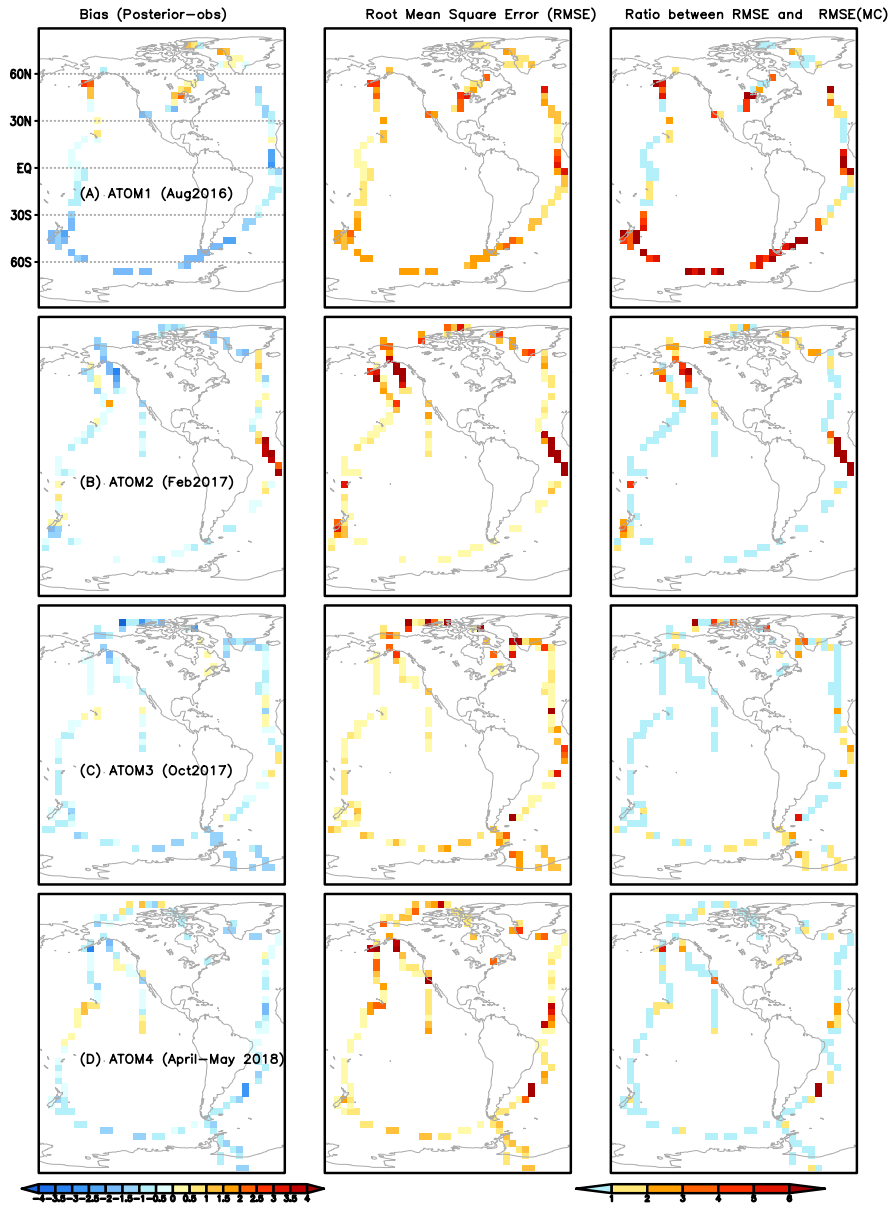 Bias (Posterior-obs)
Root Mean Square Error (RMSE)
Ratio between RMSE and RMSE(MC)
60N
30N
EQ
30S
60S
(A) ATOM1 (Aug2016)
(B) ATOM2 (Feb2017)
(C) ATOM3 (Oct2017)
(D) ATOM4 (April-May 2018)
-4 -3.5 -3 -2.5 -2 -1.5 -1 -0.5 0 0.5 1 1.5 2 2.5 3 3.5 4
1 2 3 4 5 6